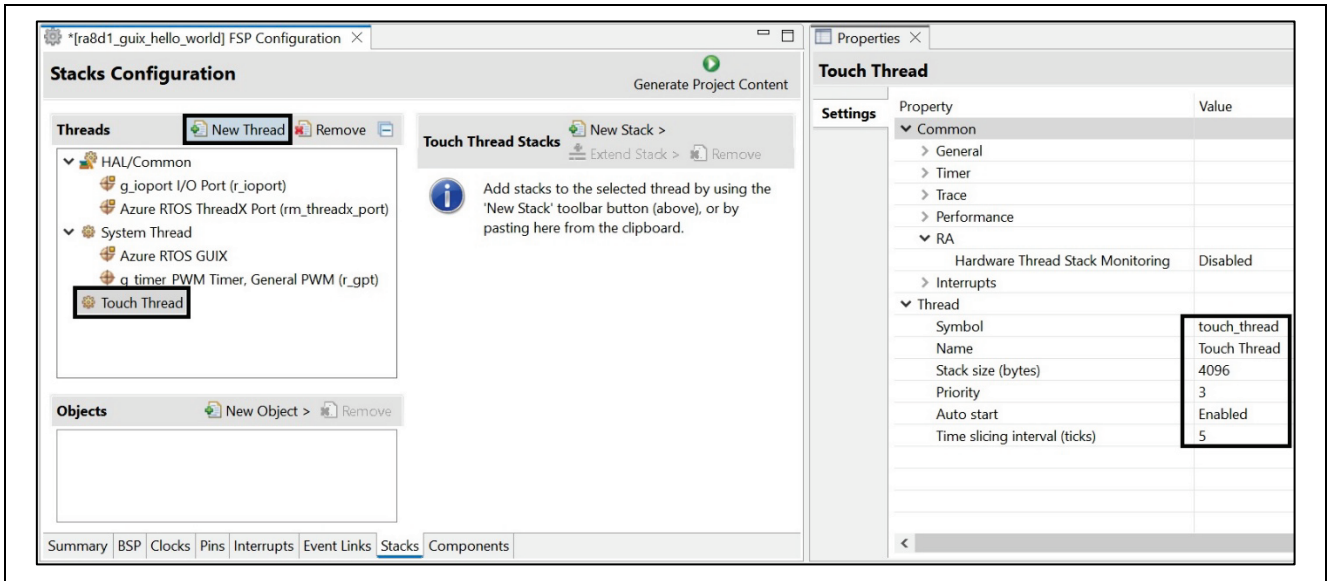 *[ra8d1_guix_hello_world] FSP Configuration
Stacks Configuration
Generate Project Content
Threads
New Thread
Remove
HAL/Common
g_ioport I/O Port (r_ioport)
Azure RTOS ThreadX Port (rm_threadx_port)
System Thread
Azure RTOS GUIX
g_timer PWM Timer, General PWM (r_gpt)
Touch Thread
Objects
New Object >
Remove
Touch Thread Stacks
New Stack >
Extend Stack >
Remove
Add stacks to the selected thread by using the
'New Stack' toolbar button (above), or by
pasting here from the clipboard.
Summary BSP Clocks Pins Interrupts Event Links Stacks Components
Properties
Touch Thread
Settings
Property Value
Common
General
Timer
Trace
Performance
RA
Hardware Thread Stack Monitoring Disabled
Interrupts
Thread
Symbol touch_thread
Name Touch Thread
Stack size (bytes) 4096
Priority 3
Auto start Enabled
Time slicing interval (ticks) 5